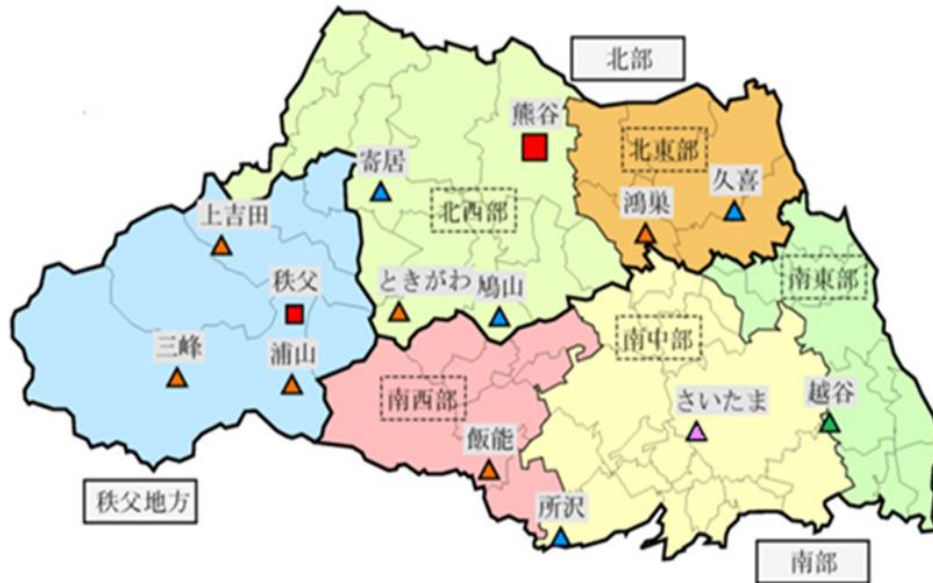 北部
熊谷
北東部
寄居
久喜
北西部
鴻巣
上吉田
南東部
ときがわ
鳩山
秩父
南中部
三峰
浦山
南西部
さいたま
越谷
飯能
秩父地方
所沢
南部